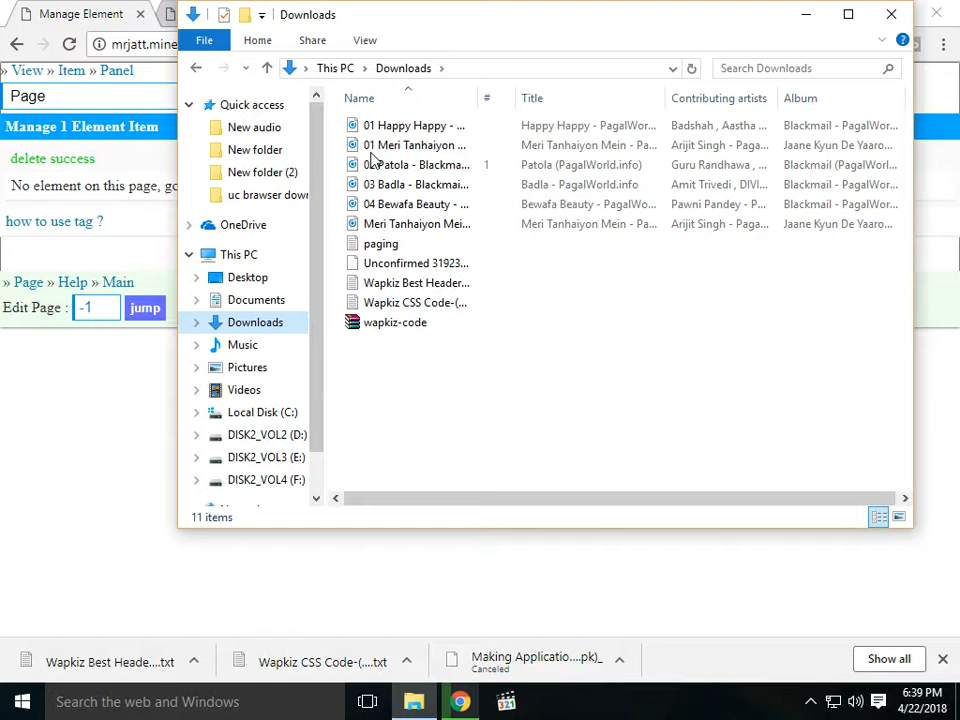 Manage Element
Downloads
File Home Share View
mrjatt.mine
This PC Downloads
Search Downloads
» View » Item » Panel
Page
Manage 1 Element Item
delete success
No element on this page, go
how to use tag ?
» Page » Help » Main
Edit Page : -1 jump
Quick access
New audio
New folder
New folder (2)
uc brawser down
OneDrive
This PC
Desktop
Documents
Downloads
Music
Pictures
Videos
Local Disk (C:)
DISK2_VOL2 (D:)
DISK2_VOL3 (E:)
DISK2_VOL4 (F:)
Name # Title Contributing artists Album
01 Happy Happy - ... Happy Happy - PagalWor... Badshah , Aastha ... Blackmail - PagalWor...
01 Meri Tanhaiyon ... Meri Tanhaiyon Mein - Pa... Arijit Singh - Paga... Jaane Kyun De Yaaro...
Patola - Blackma... 1 Patola (PagalWorld.info) Guru Randhawa , ... Blackmail (PagalWorl...
03 Badla - Blackmai... Badla - PagalWorld.info Amit Trivedi , DIVI... Blackmail - PagalWor...
04 Bewafa Beauty - ... Bewafa Beauty - PagalWo... Pawni Pandey - P... Blackmail - PagalWor...
Meri Tanhaiyon Mei... Meri Tanhaiyon Mein - Pa... Arijit Singh - Paga... Jaane Kyun De Yaaro...
paging
Unconfirmed 31923...
Wapkiz Best Header...
Wapkiz CSS Code-(...
wapkiz-code
11 items
Wapkiz Best Heade....txt
Wapkiz CSS Code-(....txt
Making Applicatio....pk)_
Canceled
Show all
Search the web and Windows
321
6:39 PM
4/22/2018